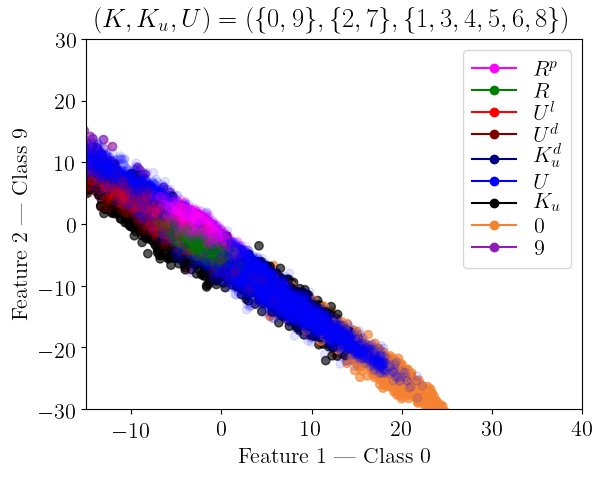 (K, K_u, U) = ({0, 9}, {2, 7}, {1, 3, 4, 5, 6, 8})
30
20
10
0
−10
−20
−30
−10
0
10
20
30
40
Feature 2 — Class 9
Feature 1 — Class 0
R^p
R
U^l
U^d
K_u^d
U
K_u
0
9